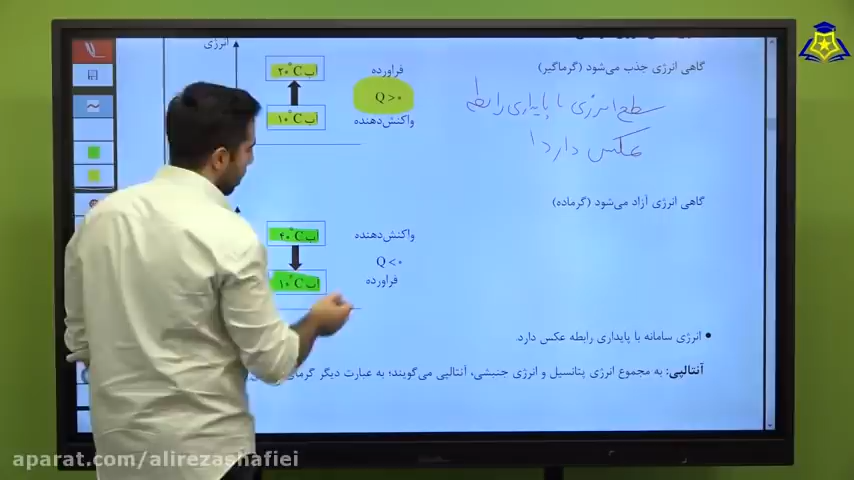 انرژی
گاهی انرژی جذب می‌شود (گرماگیر)
فرآورده
آب ۲۰°C
Q>۰
سطح انرژی با پایداری رابطه
عکس دارد!
واکنش‌دهنده
آب ۱۰°C
گاهی انرژی آزاد می‌شود (گرماده)
واکنش‌دهنده
آب ۴۰°C
Q<۰
فرآورده
آب ۱۰°C
● انرژی سامانه با پایداری رابطه عکس دارد.
آنتالپی: به مجموع انرژی پتانسیل و انرژی جنبشی، آنتالپی می‌گویند؛ به عبارت دیگر
aparat.com/alirezashafiei